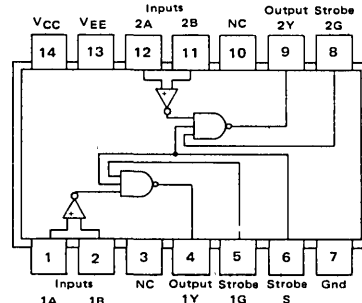 Inputs Output Strobe
VCC VEE 2A 2B NC 2Y 2G
14 13 12 11 10 9 8
+
+
1 2 3 4 5 6 7
Inputs NC Output Strobe Strobe Gnd
1A 1B 1Y 1G S